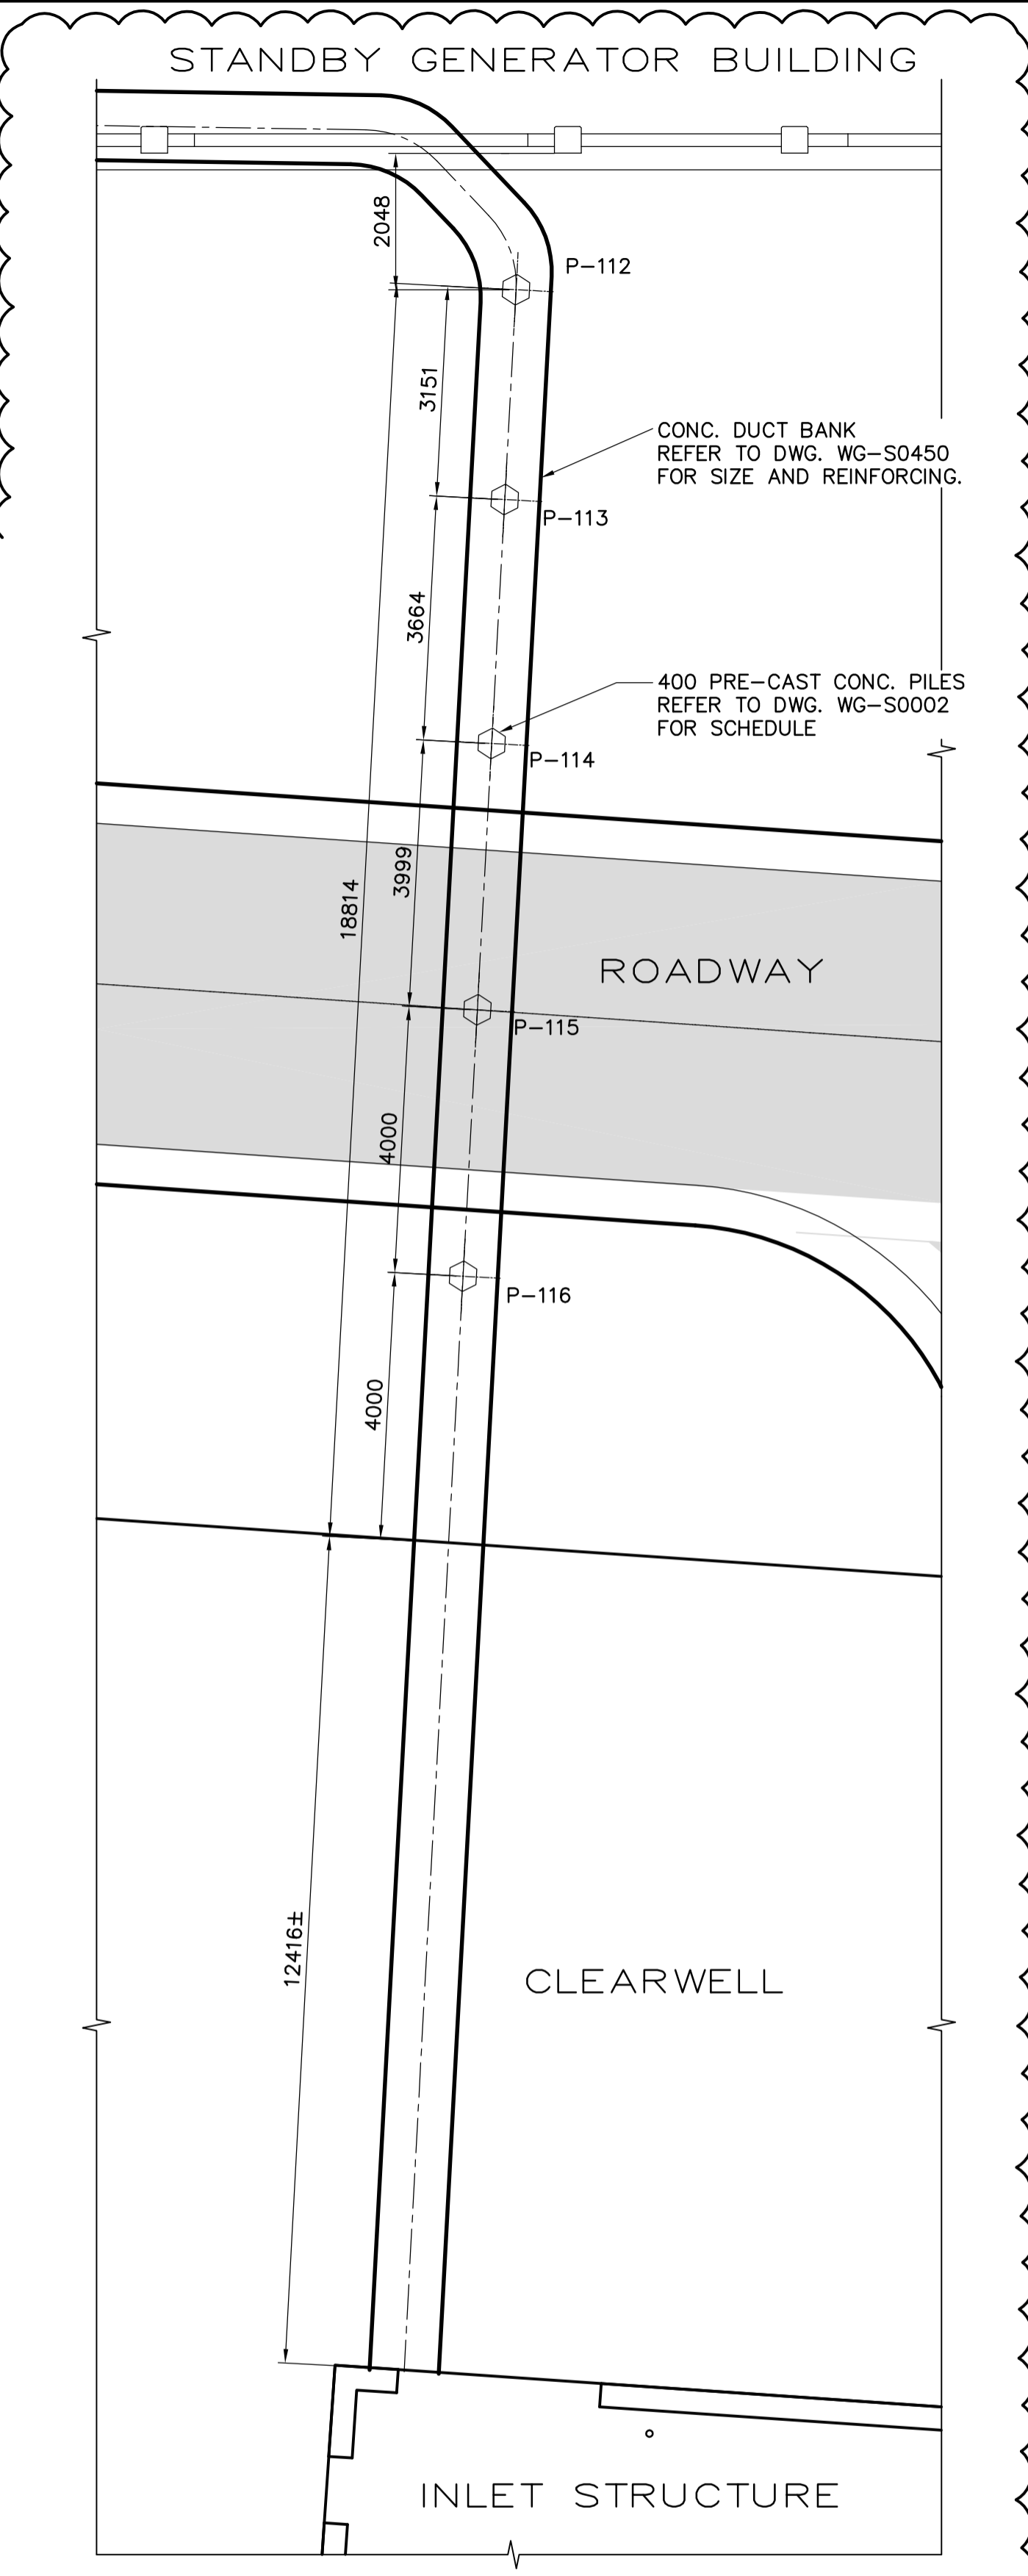 STANDBY GENERATOR BUILDING
2048
P-112
3151
CONC. DUCT BANK
REFER TO DWG. WG-S0450
FOR SIZE AND REINFORCING.
P-113
3664
400 PRE-CAST CONC. PILES
REFER TO DWG. WG-S0002
FOR SCHEDULE
P-114
3999
18814
ROADWAY
P-115
4000
P-116
4000
12416±
CLEARWELL
INLET STRUCTURE